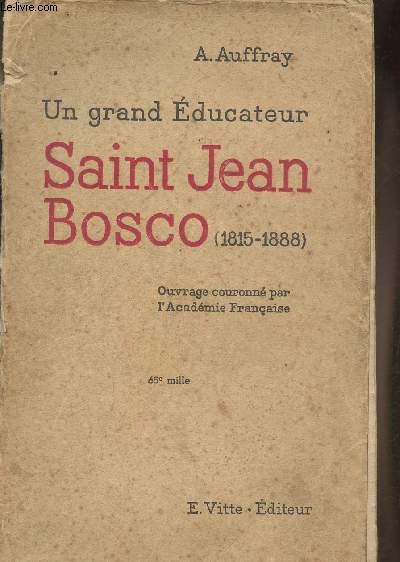 Le-livre.com
A. Auffray
Un grand Éducateur
Saint Jean
Bosco (1815-1888)
Ouvrage couronné par
l'Académie Française
65e mille
E. Vitte • Éditeur